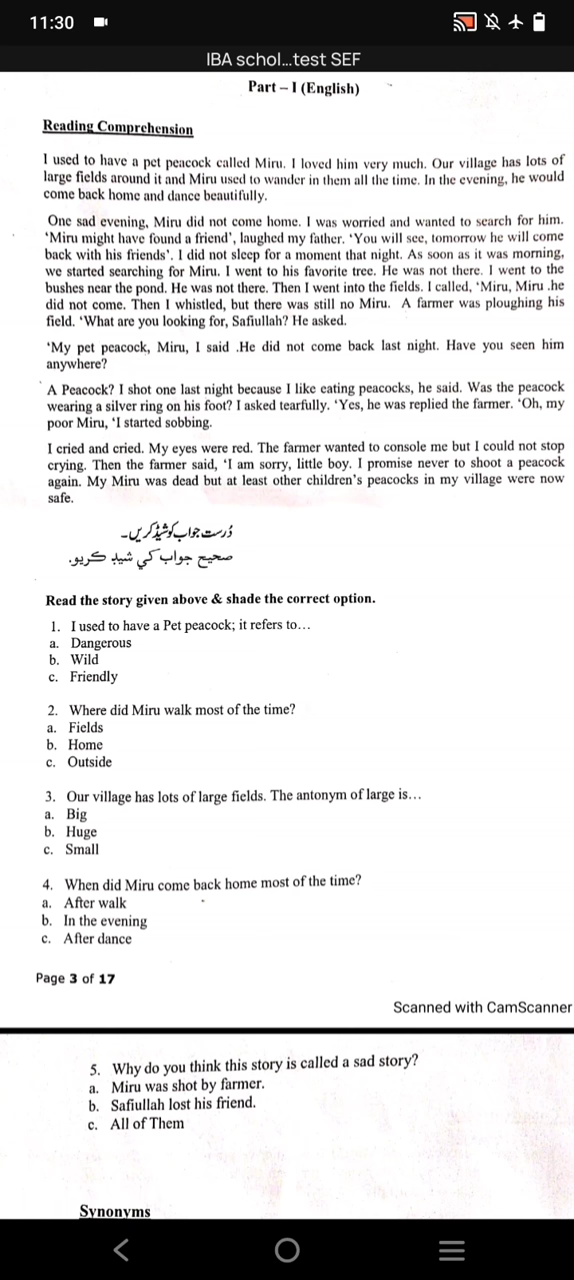 11:30
IBA schol...test SEF
Part – I (English)
Reading Comprehension
I used to have a pet peacock called Miru. I loved him very much. Our village has lots of
large fields around it and Miru used to wander in them all the time. In the evening, he would
come back home and dance beautifully.
One sad evening, Miru did not come home. I was worried and wanted to search for him.
‘Miru might have found a friend’, laughed my father. ‘You will see, tomorrow he will come
back with his friends’. I did not sleep for a moment that night. As soon as it was morning,
we started searching for Miru. I went to his favorite tree. He was not there. I went to the
bushes near the pond. He was not there. Then I went into the fields. I called, ‘Miru, Miru .he
did not come. Then I whistled, but there was still no Miru. A farmer was ploughing his
field. ‘What are you looking for, Safiullah? He asked.
‘My pet peacock, Miru, I said .He did not come back last night. Have you seen him
anywhere?
A Peacock? I shot one last night because I like eating peacocks, he said. Was the peacock
wearing a silver ring on his foot? I asked tearfully. ‘Yes, he was replied the farmer. ‘Oh, my
poor Miru, ‘I started sobbing.
I cried and cried. My eyes were red. The farmer wanted to console me but I could not stop
crying. Then the farmer said, ‘I am sorry, little boy. I promise never to shoot a peacock
again. My Miru was dead but at least other children’s peacocks in my village were now
safe.
دُرست جواب کو شیڈ کریں۔
صحيح جواب کي شيڊ ڪريو.
Read the story given above & shade the correct option.
1. I used to have a Pet peacock; it refers to…
a. Dangerous
b. Wild
c. Friendly
2. Where did Miru walk most of the time?
a. Fields
b. Home
c. Outside
3. Our village has lots of large fields. The antonym of large is…
a. Big
b. Huge
c. Small
4. When did Miru come back home most of the time?
a. After walk
b. In the evening
c. After dance
Page 3 of 17
Scanned with CamScanner
5. Why do you think this story is called a sad story?
a. Miru was shot by farmer.
b. Safiullah lost his friend.
c. All of Them
Synonyms